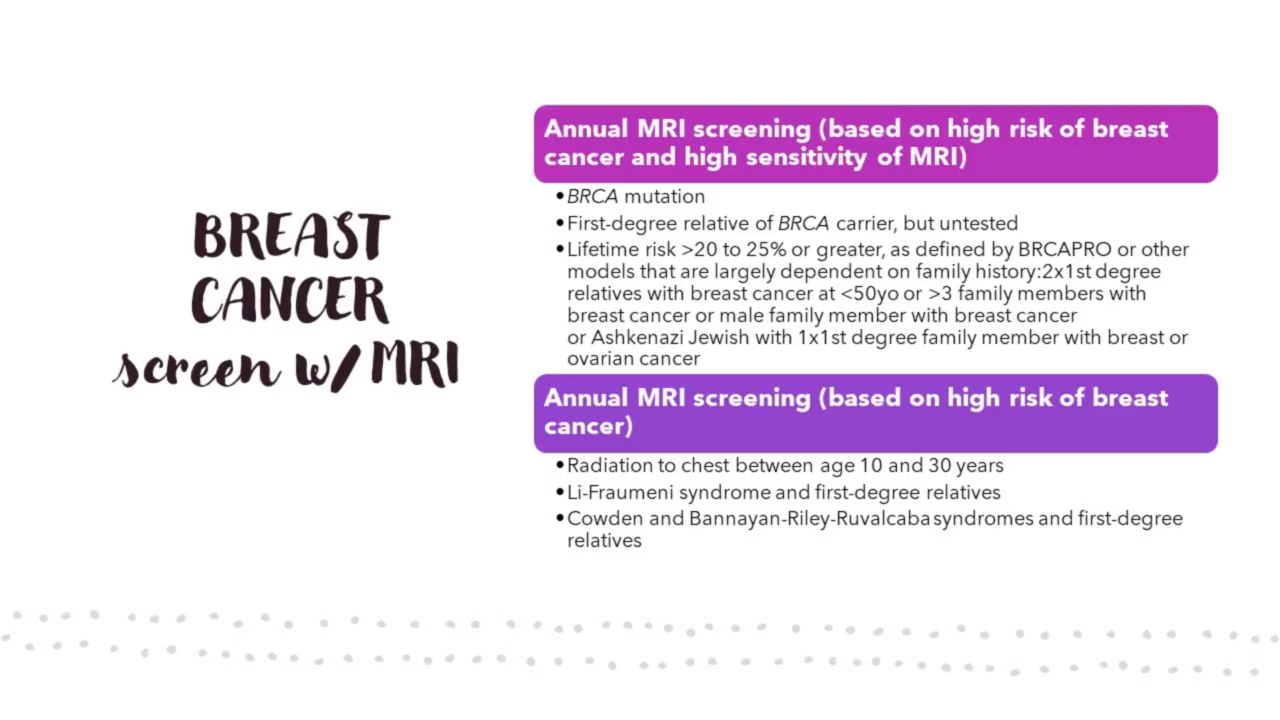 BREAST
CANCER
screen w/ MRI
Annual MRI screening (based on high risk of breast
cancer and high sensitivity of MRI)
•BRCA mutation
•First-degree relative of BRCA carrier, but untested
•Lifetime risk >20 to 25% or greater, as defined by BRCAPRO or other
models that are largely dependent on family history:2x1st degree
relatives with breast cancer at <50yo or >3 family members with
breast cancer or male family member with breast cancer
or Ashkenazi Jewish with 1x1st degree family member with breast or
ovarian cancer
Annual MRI screening (based on high risk of breast
cancer)
•Radiation to chest between age 10 and 30 years
•Li-Fraumeni syndrome and first-degree relatives
•Cowden and Bannayan-Riley-Ruvalcaba syndromes and first-degree
relatives